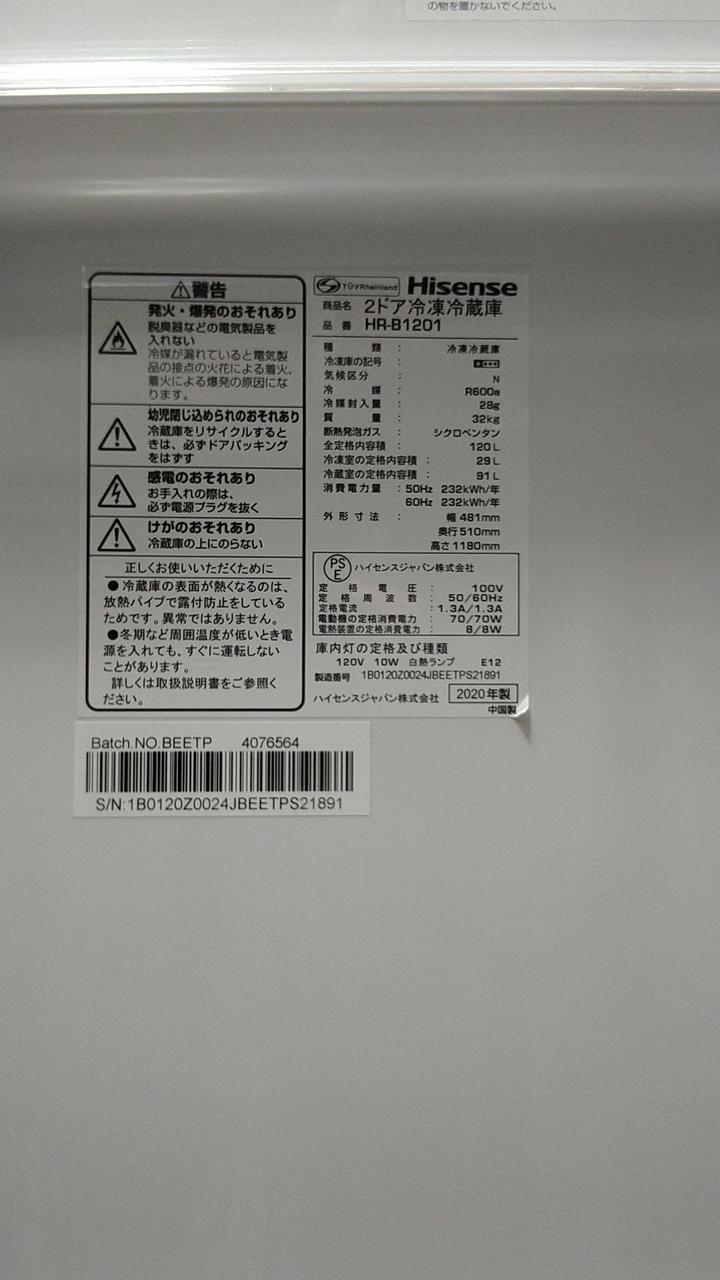 の物を置かないでください。
警告
発火・爆発のおそれあり
脱臭器などの電気製品を
入れない
冷媒が漏れていると電気製
品の接点の火花による着火、
着火による爆発の原因にな
ります。
幼児閉じ込められのおそれあり
冷蔵庫をリサイクルすると
きは、必ずドアパッキング
をはずす
感電のおそれあり
お手入れの際は、
必ず電源プラグを抜く
けがのおそれあり
冷蔵庫の上にのらない
正しくお使いいただくために
●冷蔵庫の表面が熱くなるのは、
放熱パイプで露付防止をしている
ためです。異常ではありません。
●冬期など周囲温度が低いとき電
源を入れても、すぐに運転しない
ことがあります。
詳しくは取扱説明書をご参照く
ださい。
TÜVRheinland Hisense
商品名 2ドア冷凍冷蔵庫
品番 HR-B1201
種類 : 冷凍冷蔵庫
冷凍庫の記号 :
気候区分 : N
冷媒 : R600a
冷媒封入量 : 28g
質量 : 32kg
断熱発泡ガス : シクロペンタン
全定格内容積 : 120L
冷凍室の定格内容積 : 29L
冷蔵室の定格内容積 : 91L
消費電力量 : 50Hz 232kWh/年
60Hz 232kWh/年
外形寸法 : 幅 481mm
奥行510mm
高さ1180mm
PSE ハイセンスジャパン株式会社
定格電圧 : 100V
定格周波数 : 50/60Hz
定格電流 : 1.3A/1.3A
電動機の定格消費電力 : 70/70W
電熱装置の定格消費電力 : 8/8W
庫内灯の定格及び種類
120V 10W 白熱ランプ E12
製造番号 1B0120Z0024JBEETPS21891
ハイセンスジャパン株式会社 2020年製
中国製
Batch.NO.BEETP 4076564
S/N:1B0120Z0024JBEETPS21891